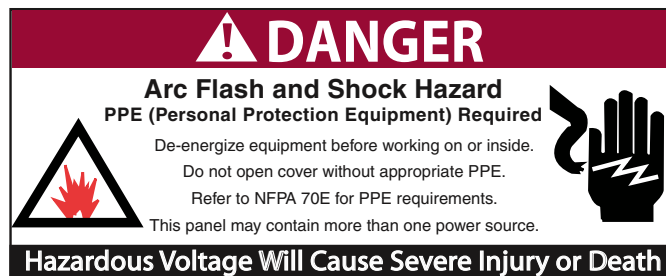 DANGER
Arc Flash and Shock Hazard
PPE (Personal Protection Equipment) Required
De-energize equipment before working on or inside.
Do not open cover without appropriate PPE.
Refer to NFPA 70E for PPE requirements.
This panel may contain more than one power source.
Hazardous Voltage Will Cause Severe Injury or Death